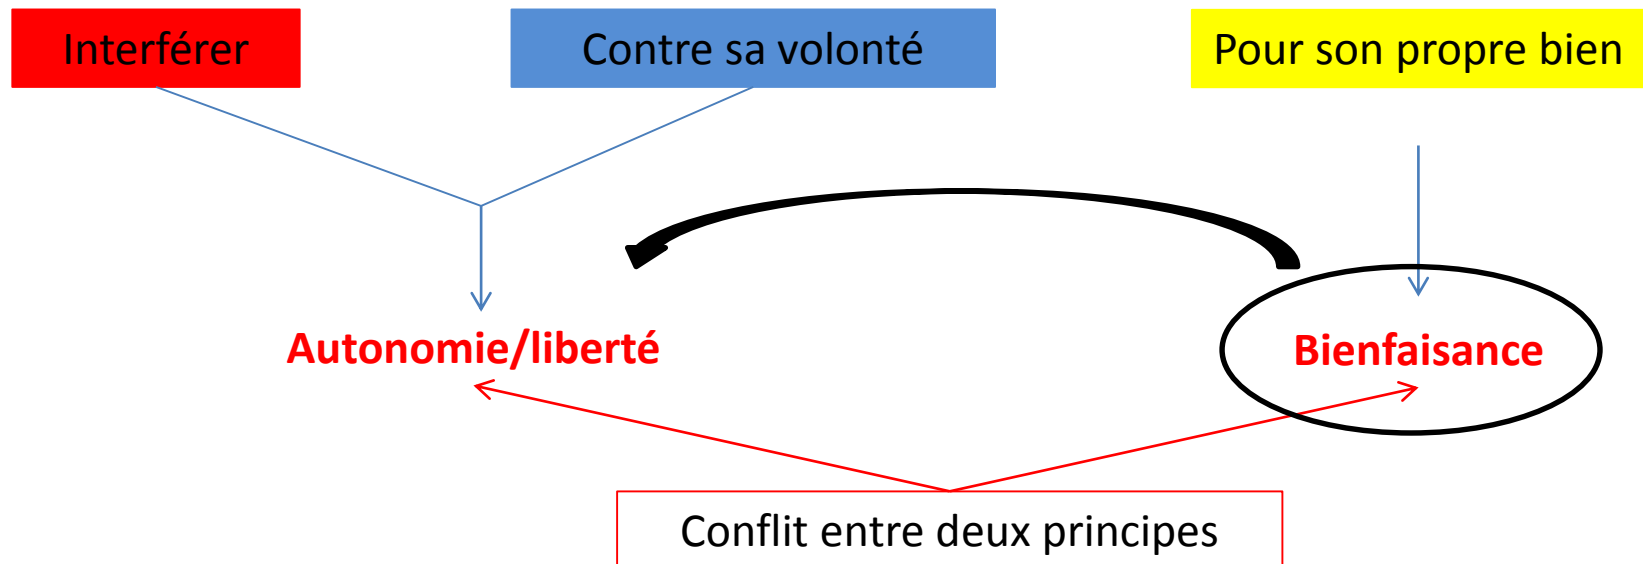 Interférer
Contre sa volonté
Pour son propre bien
Autonomie/liberté
Bienfaisance
Conflit entre deux principes